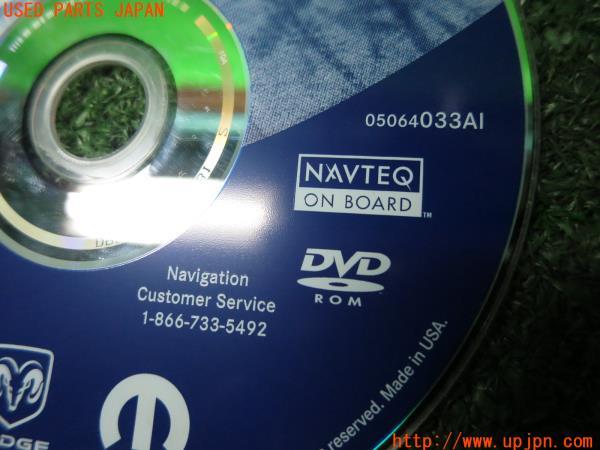 USED PARTS JAPAN
05064033AI
NAVTEQ
ON BOARD
TM
DVD
ROM
Navigation
Customer Service
1-866-733-5492
reserved. Made in USA.
http://www.upjpn.com/